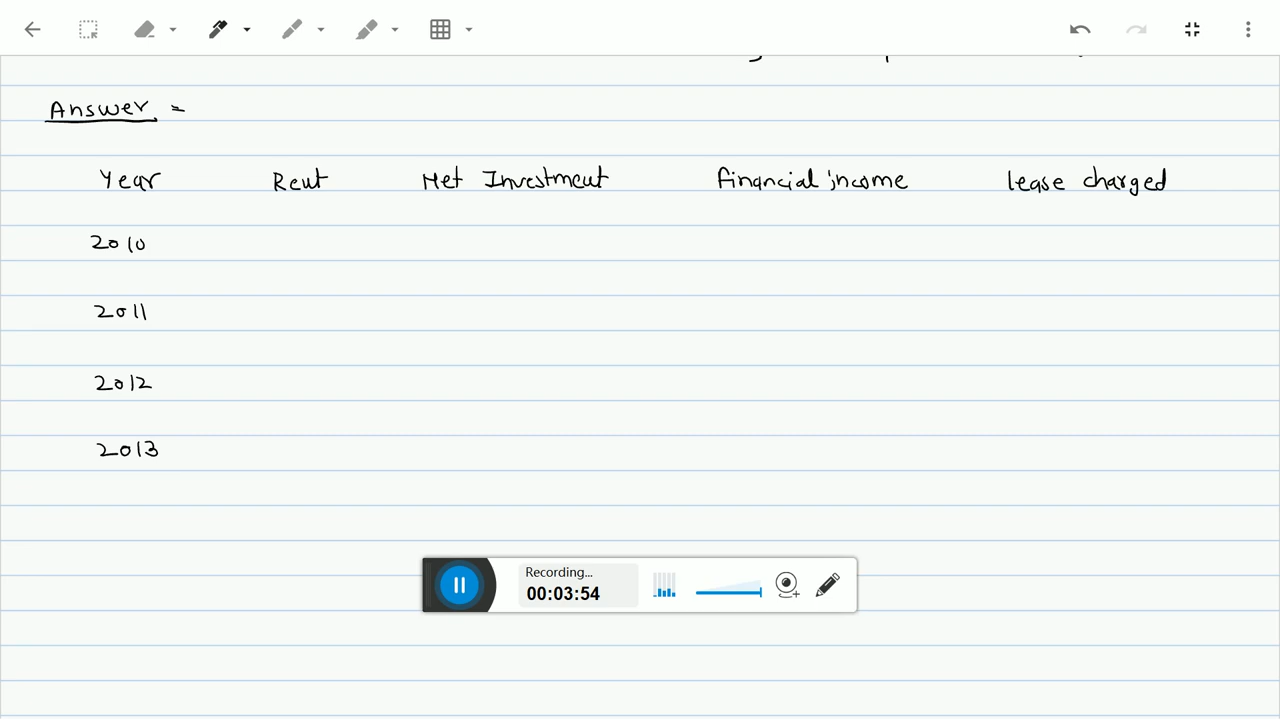 Answer =
Year Rent Net Investment financial income lease charged
2010
2011
2012
2013
Recording...
00:03:54